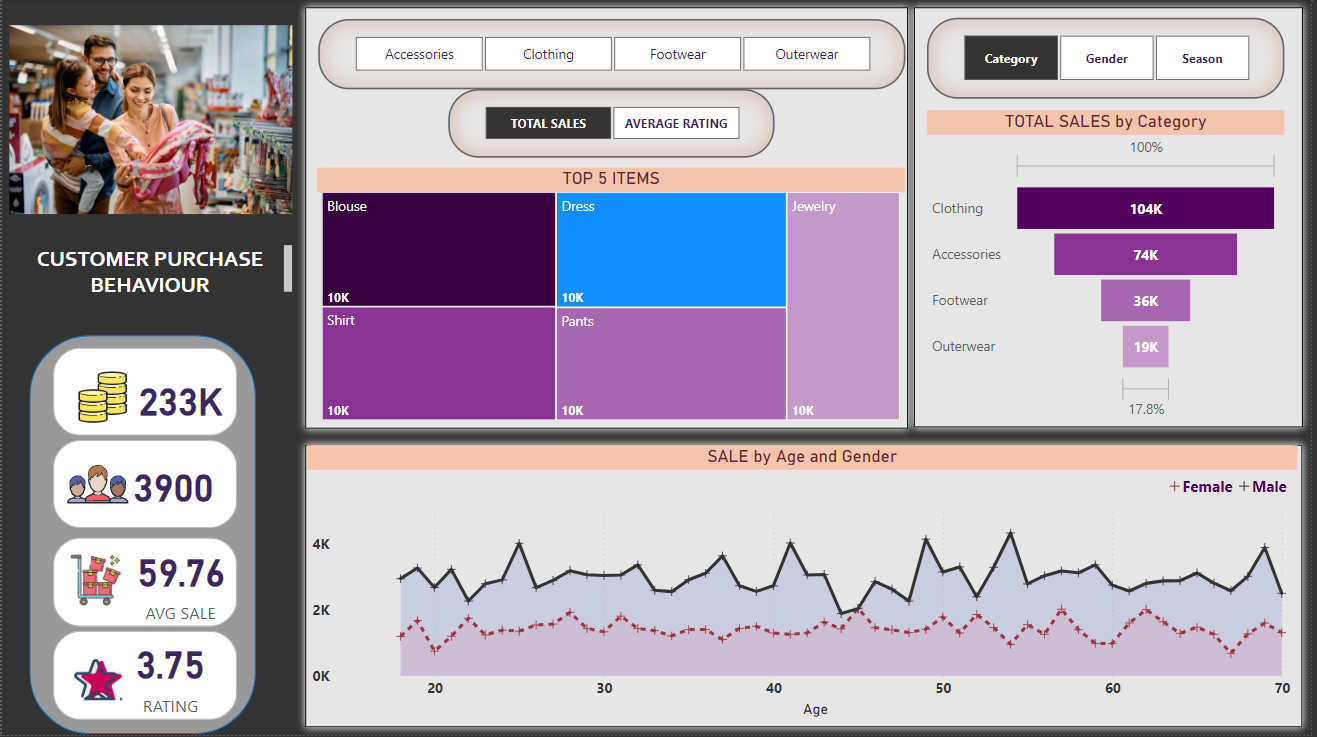 CUSTOMER PURCHASE
BEHAVIOUR
233K
3900
59.76
AVG SALE
3.75
RATING
Accessories
Clothing
Footwear
Outerwear
TOTAL SALES
AVERAGE RATING
TOP 5 ITEMS
Blouse
10K
Dress
10K
Jewelry
10K
Shirt
10K
Pants
10K
Category
Gender
Season
TOTAL SALES by Category
100%
Clothing
104K
Accessories
74K
Footwear
36K
Outerwear
19K
17.8%
SALE by Age and Gender
Female
Male
4K
2K
0K
20
30
40
50
60
70
Age